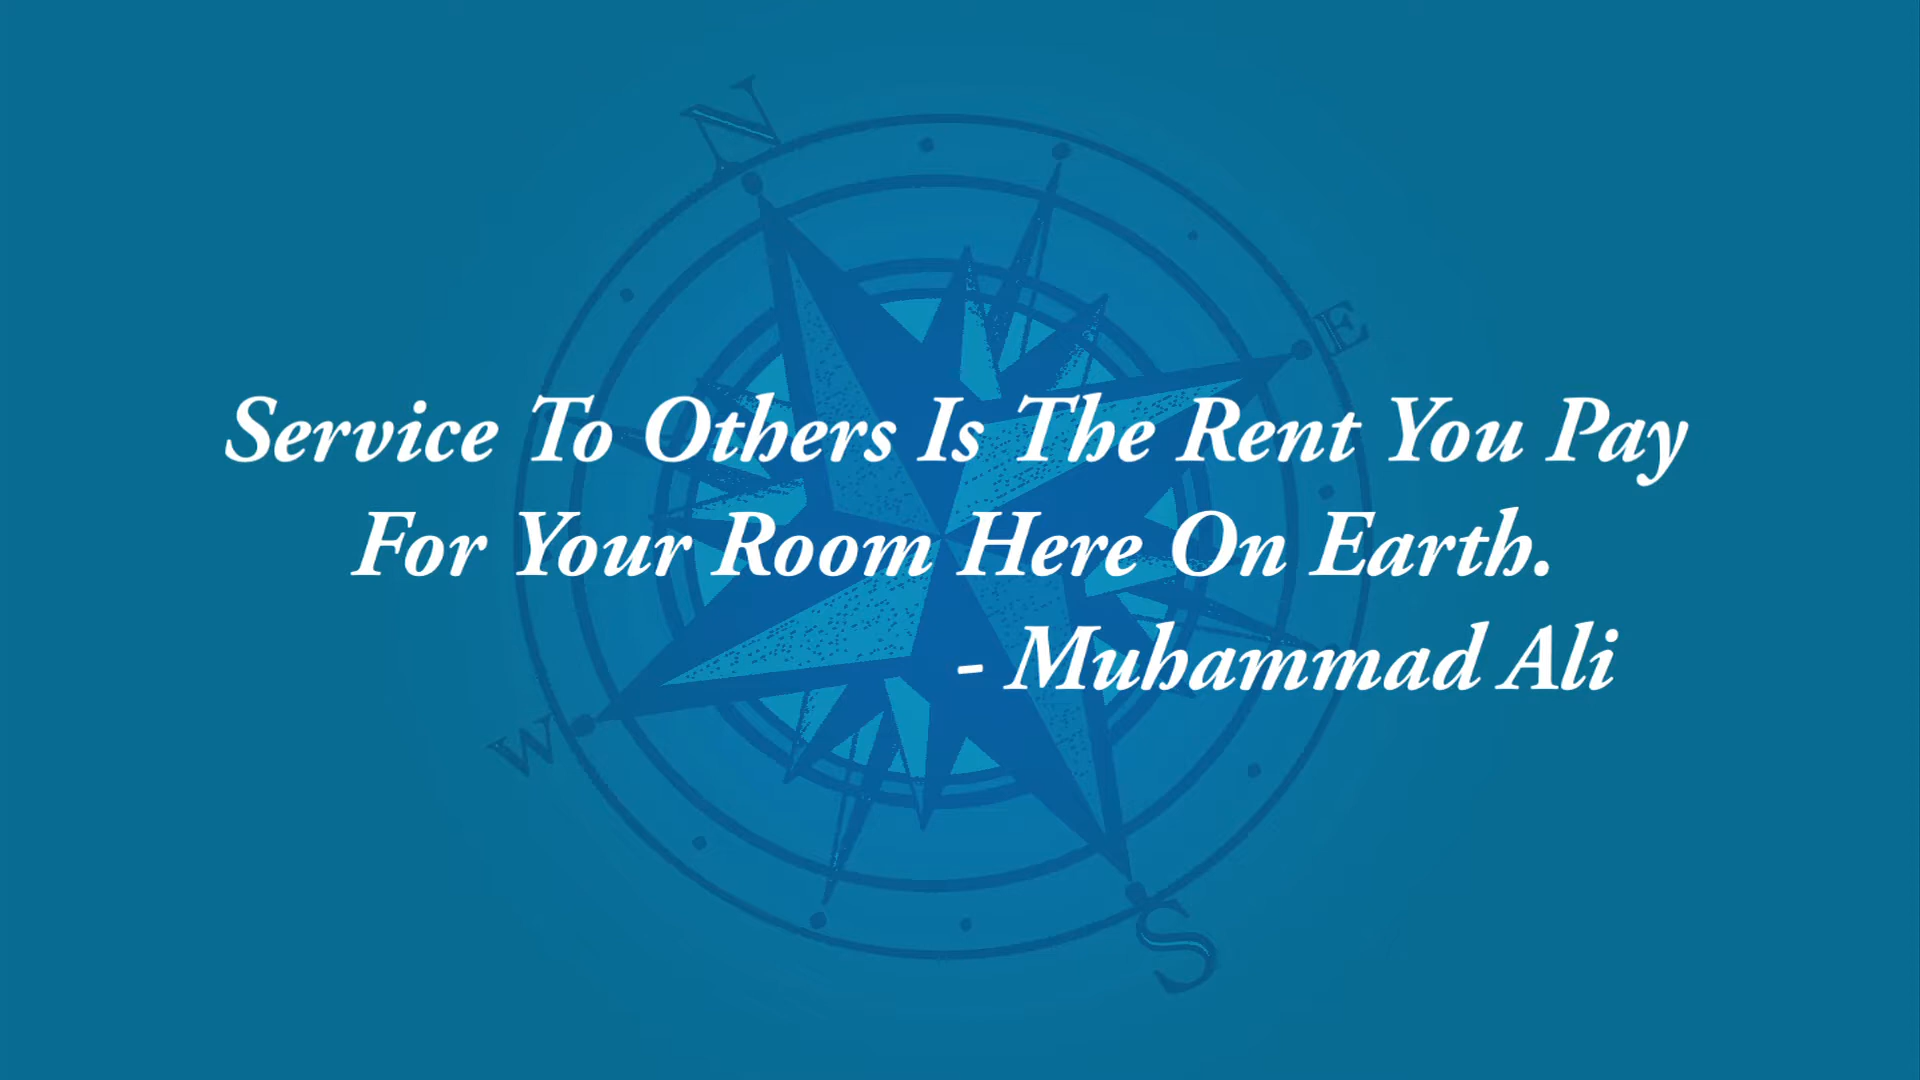 N
E
Service To Others Is The Rent You Pay
For Your Room Here On Earth.
- Muhammad Ali
W
S